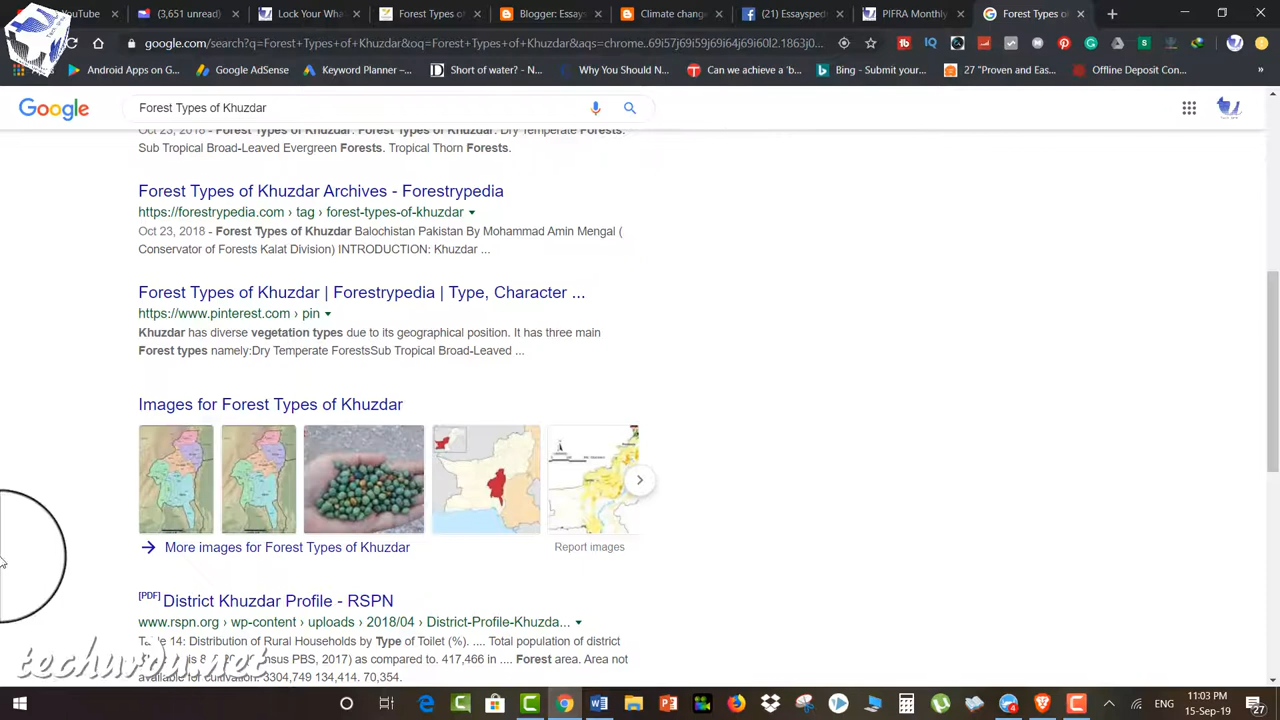 YouTube
(3,651 unread)
Lock Your Wha
Forest Types of
Blogger: Essays
Climate chang
Essaysped
PIFRA Monthly
Forest Types of
google.com/search?q=Forest+Types+of+Khuzdar&oq=Forest+Types+of+Khuzdar&aqs=chrome..69i57j69i59j69i64j69i60l2.1863j0...
Android Apps on G...
Google AdSense
Keyword Planner –...
Short of water? - N...
Why You Should N...
Can we achieve a 'b...
Bing - Submit your...
27 "Proven and Eas...
Offline Deposit Con...
Google
Forest Types of Khuzdar
Oct 23, 2018 - Forest Types of Khuzdar. Forest Types of Khuzdar. Dry Temperate Forests.
Sub Tropical Broad-Leaved Evergreen Forests. Tropical Thorn Forests.
Forest Types of Khuzdar Archives - Forestrypedia
https://forestrypedia.com › tag › forest-types-of-khuzdar
Oct 23, 2018 - Forest Types of Khuzdar Balochistan Pakistan By Mohammad Amin Mengal (
Conservator of Forests Kalat Division) INTRODUCTION: Khuzdar ...
Forest Types of Khuzdar | Forestrypedia | Type, Character ...
https://www.pinterest.com › pin
Khuzdar has diverse vegetation types due to its geographical position. It has three main
Forest types namely:Dry Temperate ForestsSub Tropical Broad-Leaved ...
Images for Forest Types of Khuzdar
More images for Forest Types of Khuzdar
Report images
[PDF] District Khuzdar Profile - RSPN
www.rspn.org › wp-content › uploads › 2018/04 › District-Profile-Khuzda...
Table 14: Distribution of Rural Households by Type of Toilet (%). .... Total population of district
as compared to. 417,466 in .... Forest area. Area not
available for cultivation. 3304,749 134,414. 70,354.
techurdu.net
ENG
11:03 PM
15-Sep-19
27